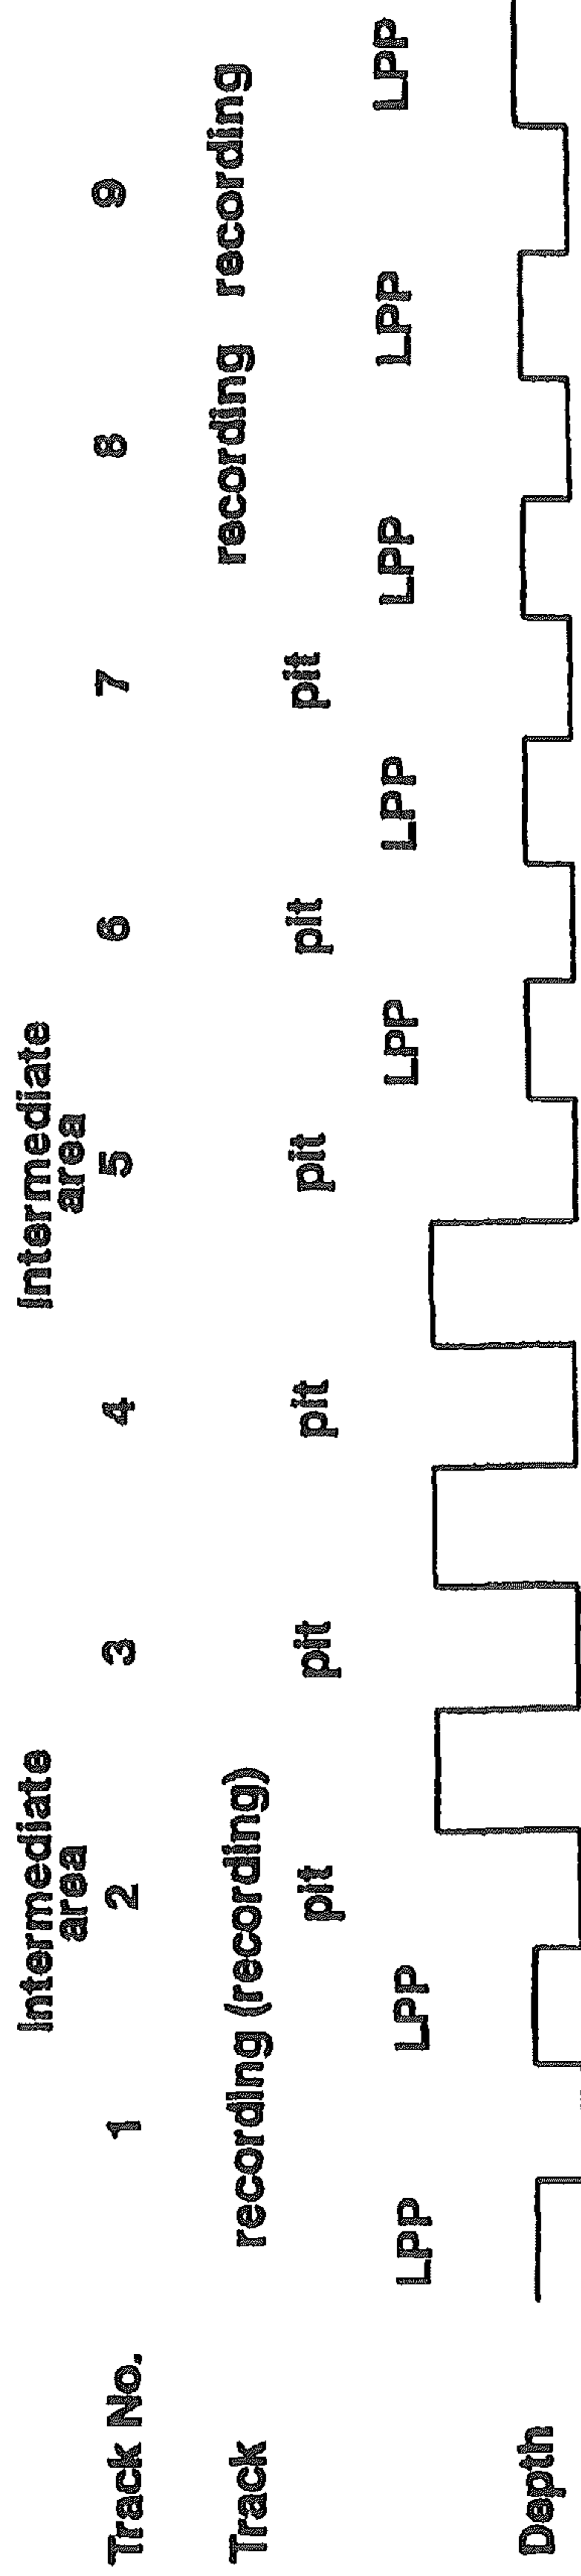 Intermediate area Intermediate area
Track No. 1 2 3 4 5 6 7 8 9
Track recording (recording) recording recording
pit pit pit pit pit pit
LPP LPP LPP LPP LPP LPP LPP
Depth